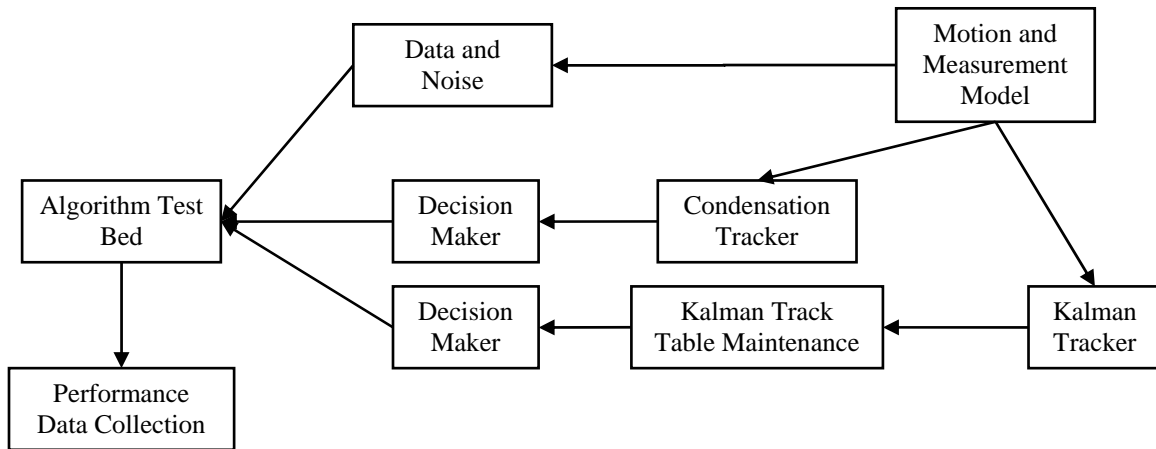 Data and
Noise
Motion and
Measurement
Model
Algorithm Test
Bed
Decision
Maker
Condensation
Tracker
Decision
Maker
Kalman Track
Table Maintenance
Kalman
Tracker
Performance
Data Collection